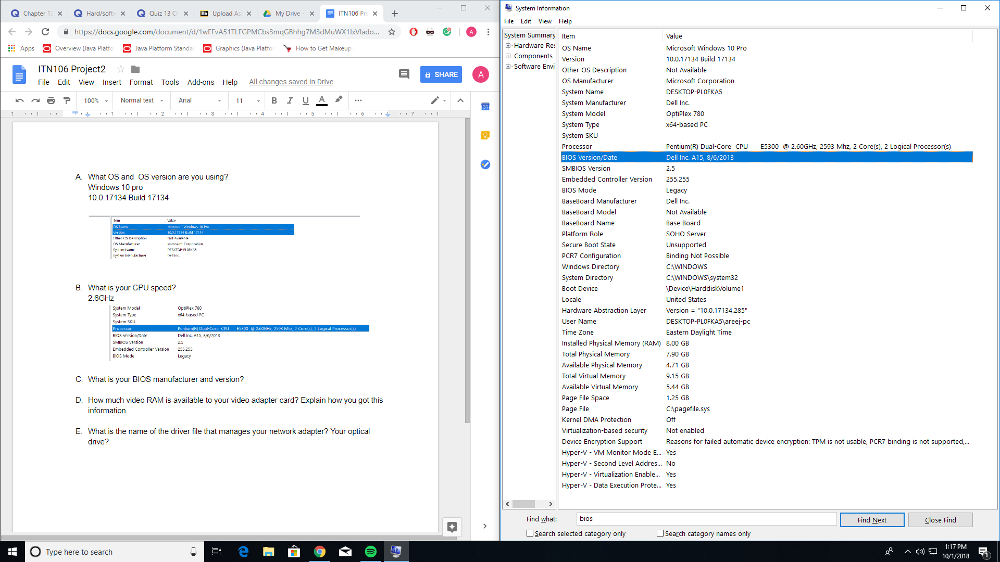 Chapter 13
Hard/softw
Quiz 13 Ch
Upload Ass
My Drive -
ITN106 Pro
https://docs.google.com/document/d/1wFFvA51TLFGPMCbs3mqGBhhg7M3dMuWX1IxVlado...
Apps
Overview (Java Platfo
Java Platform Standa
Graphics (Java Platfor
How to Get Makeup
ITN106 Project2
File Edit View Insert Format Tools Add-ons Help All changes saved in Drive
SHARE
A
100% Normal text Arial 11 B I U A
1 1 2 3 4 5 6 7
31
A. What OS and OS version are you using?
Windows 10 pro
10.0.17134 Build 17134
Item Value
OS Name Microsoft Windows 10 Pro
Version 10.0.17134 Build 17134
Other OS Description Not Available
OS Manufacturer Microsoft Corporation
System Name DESKTOP-PL0FKA5
System Manufacturer Dell Inc.
B. What is your CPU speed?
2.6GHz
System Model OptiPlex 780
System Type x64-based PC
System SKU
Processor Pentium(R) Dual-Core CPU E5300 @ 2.60GHz, 2593 Mhz, 2 Core(s), 2 Logical Processor(s)
BIOS Version/Date Dell Inc. A15, 8/6/2013
SMBIOS Version 2.5
Embedded Controller Version 255.255
BIOS Mode Legacy
C. What is your BIOS manufacturer and version?
D. How much video RAM is available to your video adapter card? Explain how you got this
information.
E. What is the name of the driver file that manages your network adapter? Your optical
drive?
System Information
File Edit View Help
System Summary
Hardware Res
Components
Software Envi
Item Value
OS Name Microsoft Windows 10 Pro
Version 10.0.17134 Build 17134
Other OS Description Not Available
OS Manufacturer Microsoft Corporation
System Name DESKTOP-PL0FKA5
System Manufacturer Dell Inc.
System Model OptiPlex 780
System Type x64-based PC
System SKU
Processor Pentium(R) Dual-Core CPU E5300 @ 2.60GHz, 2593 Mhz, 2 Core(s), 2 Logical Processor(s)
BIOS Version/Date Dell Inc. A15, 8/6/2013
SMBIOS Version 2.5
Embedded Controller Version 255.255
BIOS Mode Legacy
BaseBoard Manufacturer Dell Inc.
BaseBoard Model Not Available
BaseBoard Name Base Board
Platform Role SOHO Server
Secure Boot State Unsupported
PCR7 Configuration Binding Not Possible
Windows Directory C:\WINDOWS
System Directory C:\WINDOWS\system32
Boot Device \Device\HarddiskVolume1
Locale United States
Hardware Abstraction Layer Version = "10.0.17134.285"
User Name DESKTOP-PL0FKA5\areej-pc
Time Zone Eastern Daylight Time
Installed Physical Memory (RAM) 8.00 GB
Total Physical Memory 7.90 GB
Available Physical Memory 4.71 GB
Total Virtual Memory 9.15 GB
Available Virtual Memory 5.44 GB
Page File Space 1.25 GB
Page File C:\pagefile.sys
Kernel DMA Protection Off
Virtualization-based security Not enabled
Device Encryption Support Reasons for failed automatic device encryption: TPM is not usable, PCR7 binding is not supported,...
Hyper-V - VM Monitor Mode E... Yes
Hyper-V - Second Level Addres... No
Hyper-V - Virtualization Enable... Yes
Hyper-V - Data Execution Prote... Yes
Find what: bios Find Next Close Find
Search selected category only Search category names only
Type here to search
1:17 PM
10/1/2018
1